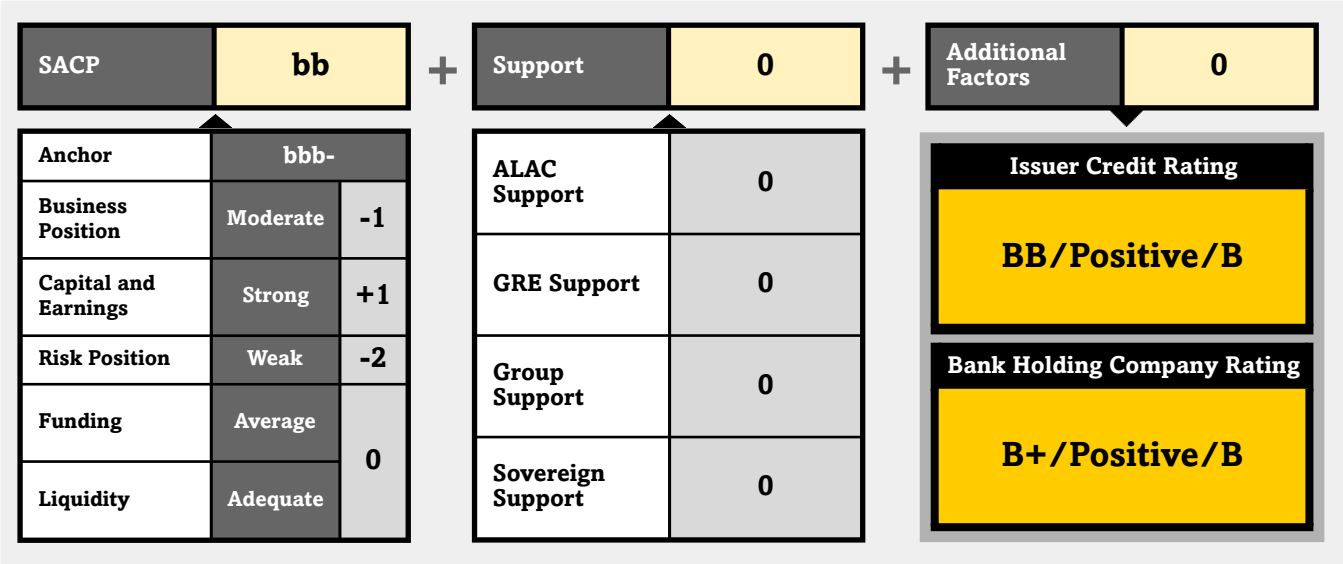 SACP
bb
+
Support
0
+
Additional
Factors
0
Anchor
bbb-
Business
Position
Moderate
-1
Capital and
Earnings
Strong
+1
Risk Position
Weak
-2
Funding
Average
0
Liquidity
Adequate
ALAC
Support
0
GRE Support
0
Group
Support
0
Sovereign
Support
0
Issuer Credit Rating
BB/Positive/B
Bank Holding Company Rating
B+/Positive/B